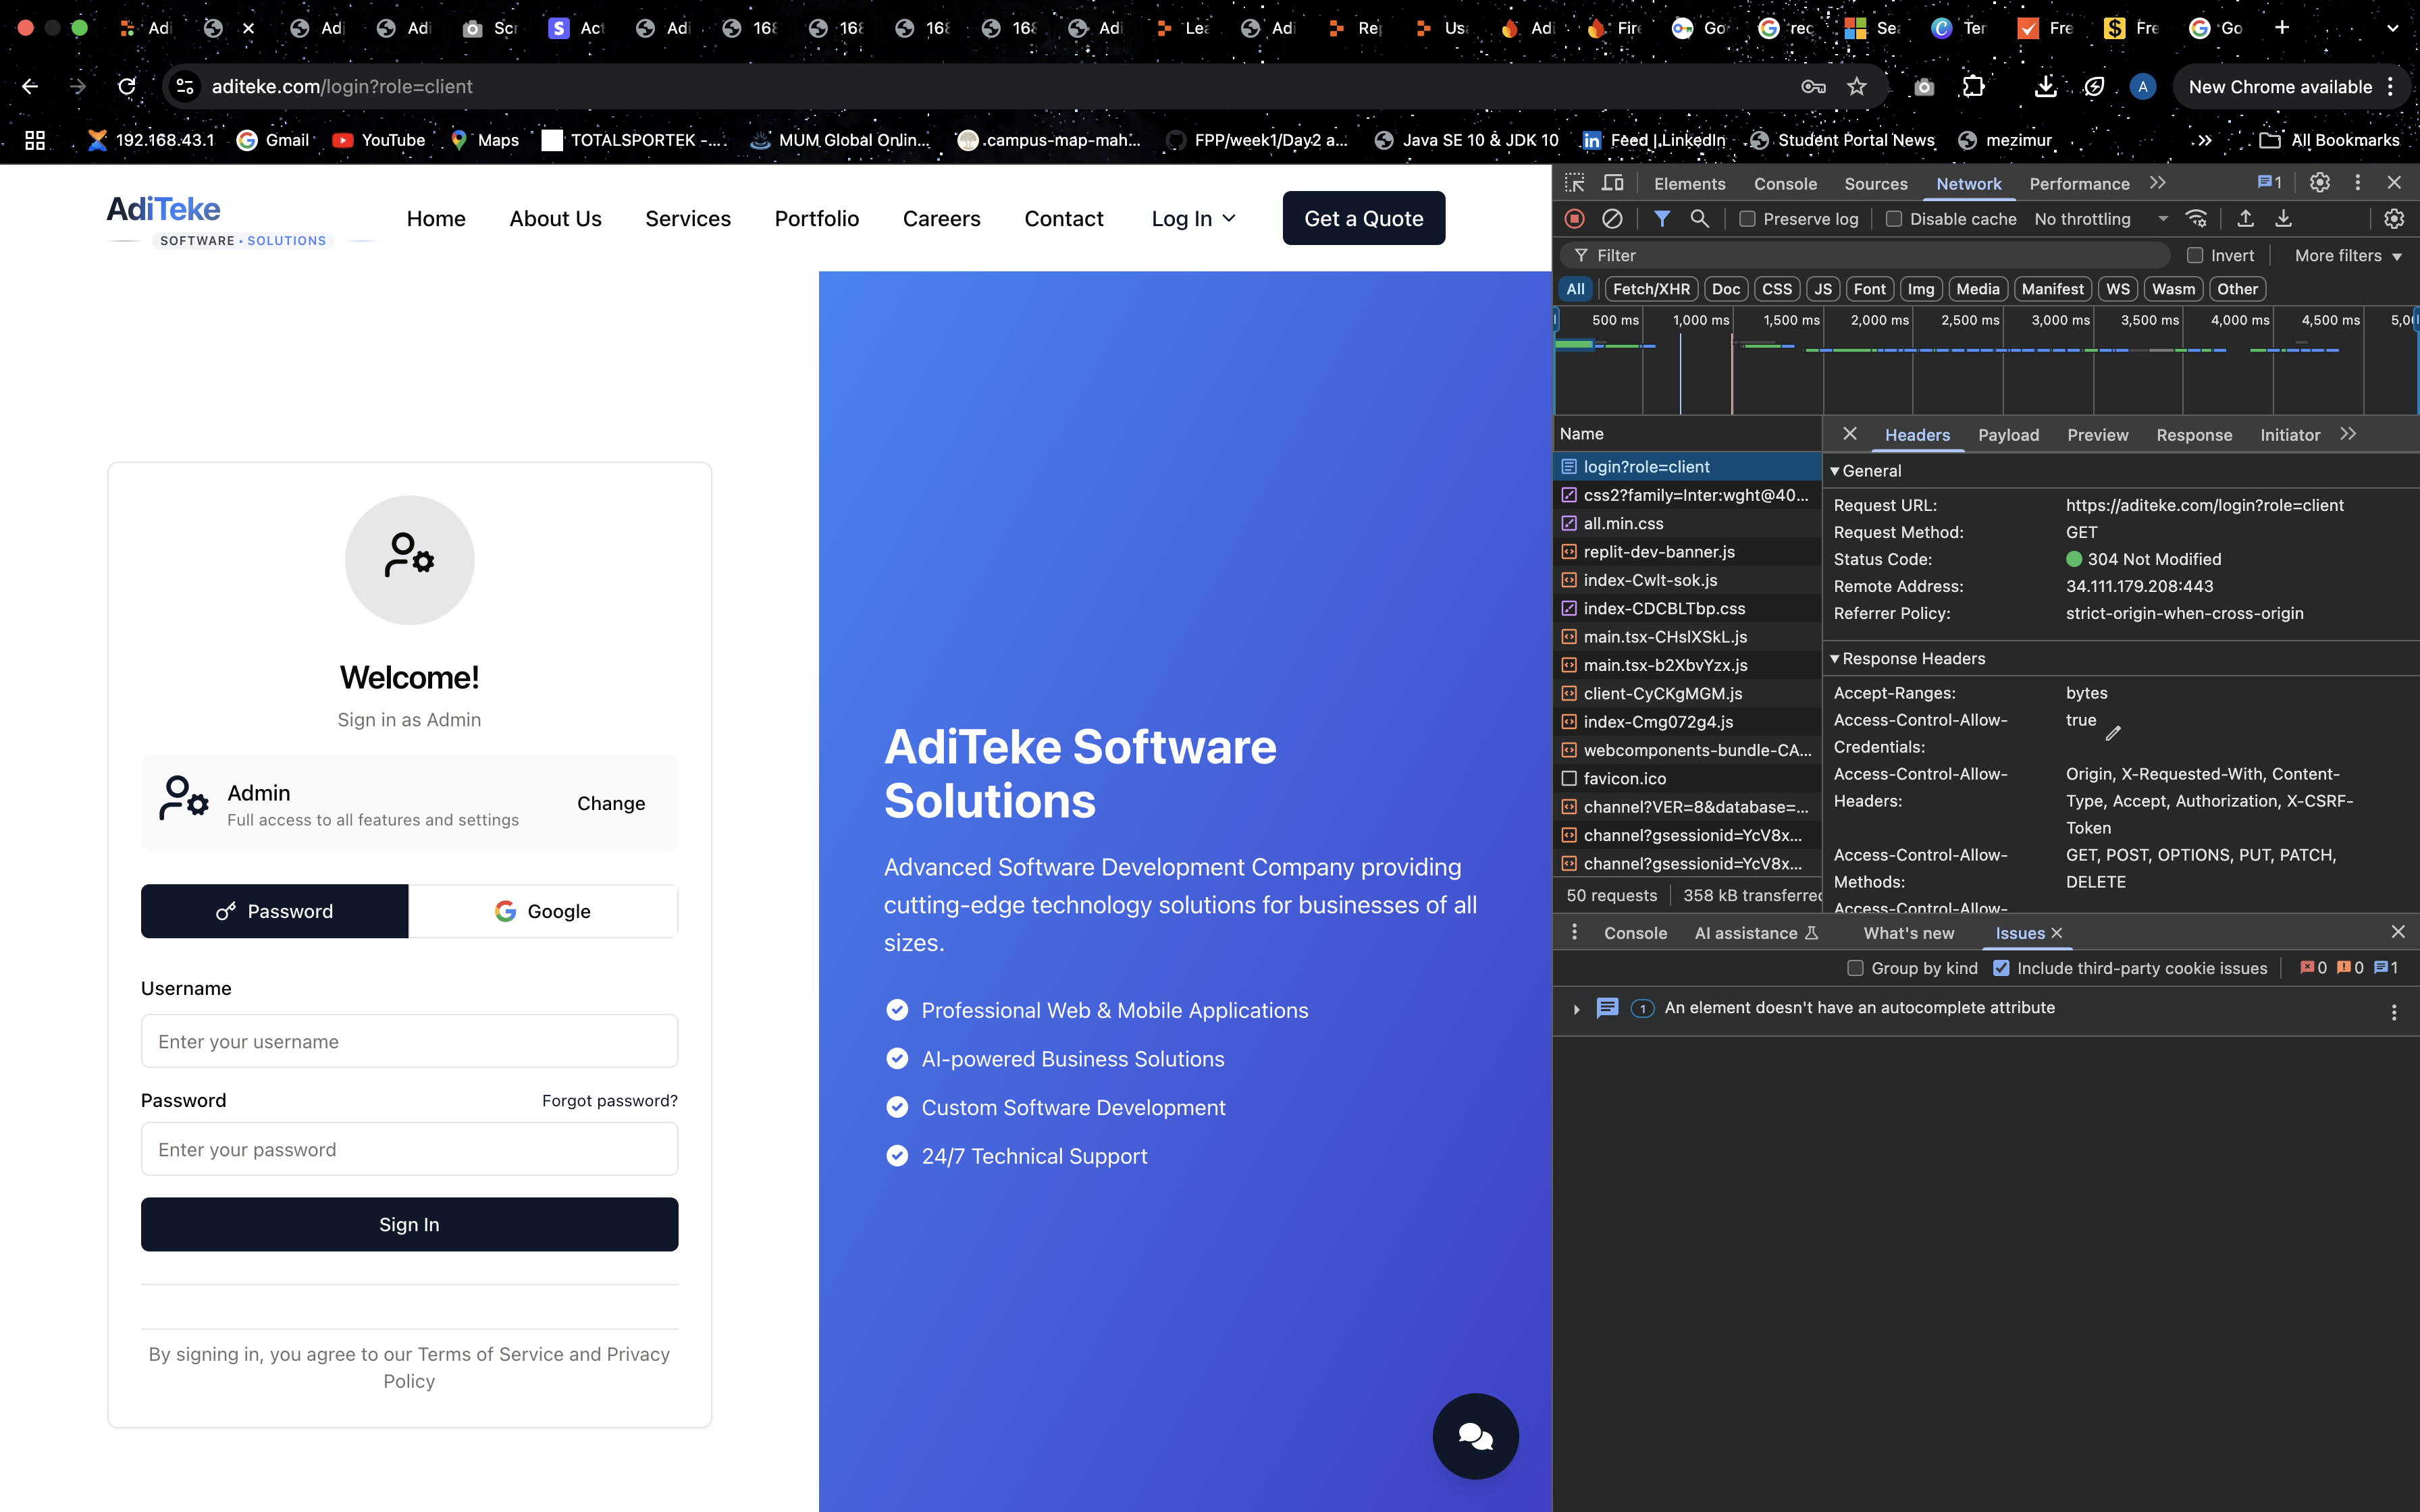 Adi
Adi
Adi
Scr
Act
Adi
168
168
168
168
Adi
Lea
Adi
Rep
Usa
Adi
Fire
Go
rec
Sea
Ter
Fre
Fre
Go
aditeke.com/login?role=client
A
New Chrome available
192.168.43.1
Gmail
YouTube
Maps
TOTALSPORTEK -...
MUM Global Onlin...
.campus-map-mah...
FPP/week1/Day2 a...
Java SE 10 & JDK 10
Feed | LinkedIn
Student Portal News
mezimur
All Bookmarks
AdiTeke
SOFTWARE • SOLUTIONS
Home
About Us
Services
Portfolio
Careers
Contact
Log In
Get a Quote
Welcome!
Sign in as Admin
Admin
Full access to all features and settings
Change
Password
Google
Username
Enter your username
Password
Forgot password?
Enter your password
Sign In
By signing in, you agree to our Terms of Service and Privacy
Policy
AdiTeke Software
Solutions
Advanced Software Development Company providing
cutting-edge technology solutions for businesses of all
sizes.
Professional Web & Mobile Applications
AI-powered Business Solutions
Custom Software Development
24/7 Technical Support
Elements
Console
Sources
Network
Performance
1
Preserve log
Disable cache
No throttling
Filter
Invert
More filters
All
Fetch/XHR
Doc
CSS
JS
Font
Img
Media
Manifest
WS
Wasm
Other
500 ms
1,000 ms
1,500 ms
2,000 ms
2,500 ms
3,000 ms
3,500 ms
4,000 ms
4,500 ms
5,0
Name
login?role=client
css2?family=Inter:wght@40...
all.min.css
replit-dev-banner.js
index-Cwlt-sok.js
index-CDCBLTbp.css
main.tsx-CHslXSkL.js
main.tsx-b2XbvYzx.js
client-CyCKgMGM.js
index-Cmg072g4.js
webcomponents-bundle-CA...
favicon.ico
channel?VER=8&database=...
channel?gsessionid=YcV8x...
channel?gsessionid=YcV8x...
50 requests
358 kB transferred
Headers
Payload
Preview
Response
Initiator
General
Request URL:
https://aditeke.com/login?role=client
Request Method:
GET
Status Code:
304 Not Modified
Remote Address:
34.111.179.208:443
Referrer Policy:
strict-origin-when-cross-origin
Response Headers
Accept-Ranges:
bytes
Access-Control-Allow-
Credentials:
true
Access-Control-Allow-
Headers:
Origin, X-Requested-With, Content-
Type, Accept, Authorization, X-CSRF-
Token
Access-Control-Allow-
Methods:
GET, POST, OPTIONS, PUT, PATCH,
DELETE
Access-Control-Allow-
Console
AI assistance
What's new
Issues
Group by kind
Include third-party cookie issues
0
0
1
1
An element doesn't have an autocomplete attribute